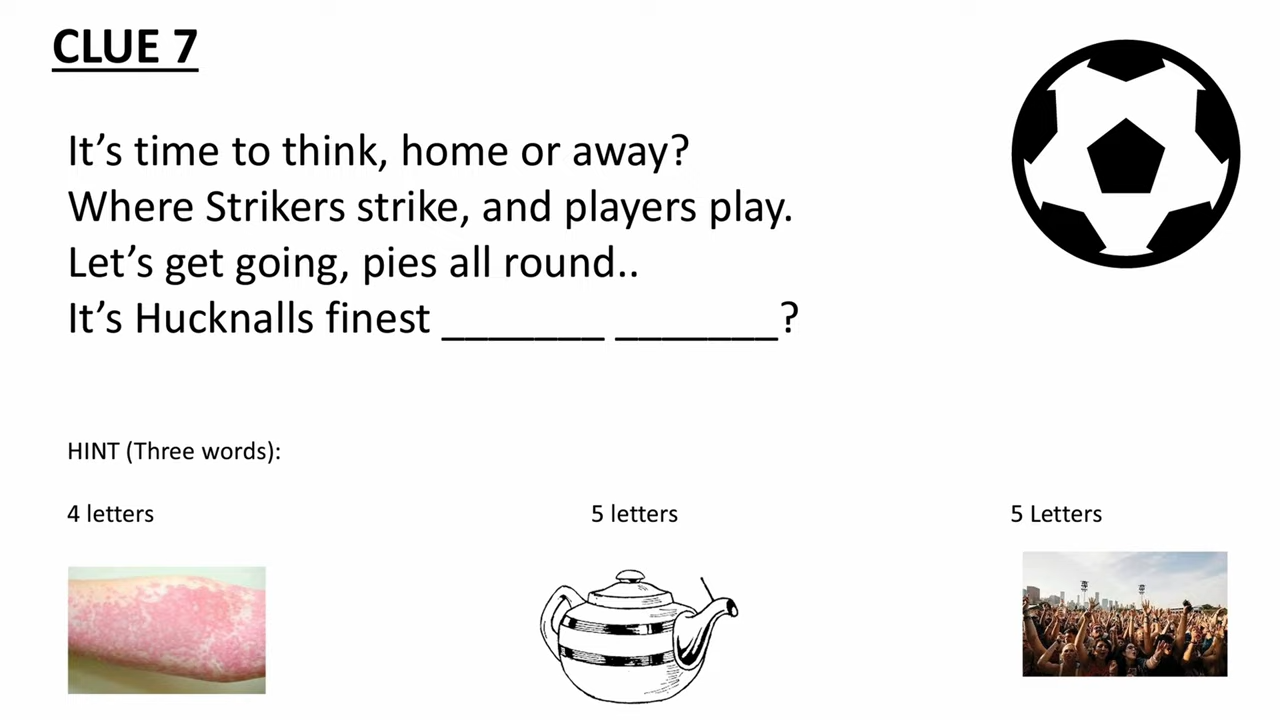 CLUE 7
It’s time to think, home or away?
Where Strikers strike, and players play.
Let’s get going, pies all round..
It’s Hucknalls finest _______ _______?
HINT (Three words):
4 letters 5 letters 5 Letters